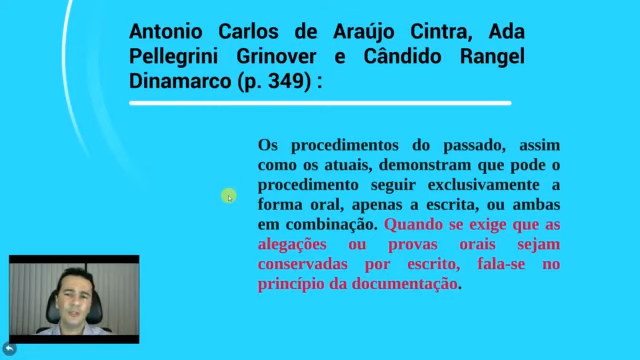 Antonio Carlos de Araújo Cintra, Ada
Pellegrini Grinover e Cândido Rangel
Dinamarco (p. 349) :
Os procedimentos do passado, assim
como os atuais, demonstram que pode o
procedimento seguir exclusivamente a
forma oral, apenas a escrita, ou ambas
em combinação. Quando se exige que as
alegações ou provas orais sejam
conservadas por escrito, fala-se no
princípio da documentação.